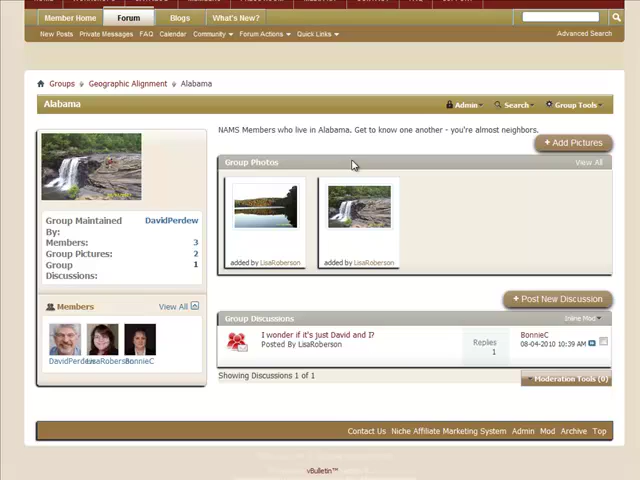 Member Home Forum Blogs What's New?
New Posts Private Messages FAQ Calendar Community Forum Actions Quick Links Advanced Search
Groups Geographic Alignment Alabama
Alabama Admin Search Group Tools
NAMS Members who live in Alabama. Get to know one another - you're almost neighbors.
+ Add Pictures
Group Photos View All
added by LisaRoberson added by LisaRoberson
Group Maintained By: DavidPerdew
Members: 3
Group Pictures: 2
Group Discussions: 1
Members View All
DavidPerdew LisaRoberson BonnieC
+ Post New Discussion
Group Discussions Inline Mod
I wonder if it's just David and I?
Posted By LisaRoberson
Replies
1
BonnieC
08-04-2010 10:39 AM
Showing Discussions 1 of 1
Moderation Tools (0)
Contact Us Niche Affiliate Marketing System Admin Mod Archive Top
vBulletin™